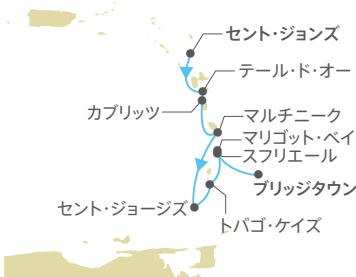 セント・ジョンズ
テール・ド・オー
カブリッツ
マルチニーク
マリゴット・ベイ
スフリエール
ブリッジタウン
セント・ジョージズ
トバゴ・ケイズ